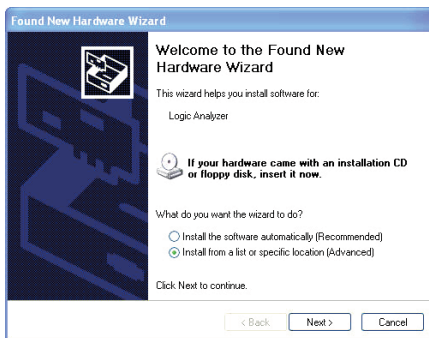 Found New Hardware Wizard
Welcome to the Found New
Hardware Wizard
This wizard helps you install software for:
Logic Analyzer
If your hardware came with an installation CD
or floppy disk, insert it now.
What do you want the wizard to do?
Install the software automatically (Recommended)
Install from a list or specific location (Advanced)
Click Next to continue.
< Back Next > Cancel